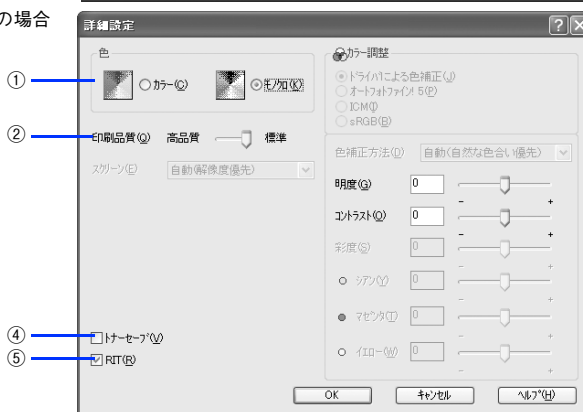 の場合
詳細設定
色
① カラー(C) モノクロ(K)
② 印刷品質(Q) 高品質 標準
スクリーン(E) 自動(解像度優先)
④ トナーセーブ(V)
⑤ RIT(R)
カラー調整
ドライバによる色補正(J)
オートフォトファイン! 5(P)
ICM(I)
sRGB(B)
色補正方法(D) 自動(自然な色合い優先)
明度(G) 0
- +
コントラスト(O) 0
- +
彩度(S) 0
- +
シアン(Y) 0
- +
マゼンタ(T) 0
- +
イエロー(W) 0
- +
OK キャンセル ヘルプ(H)